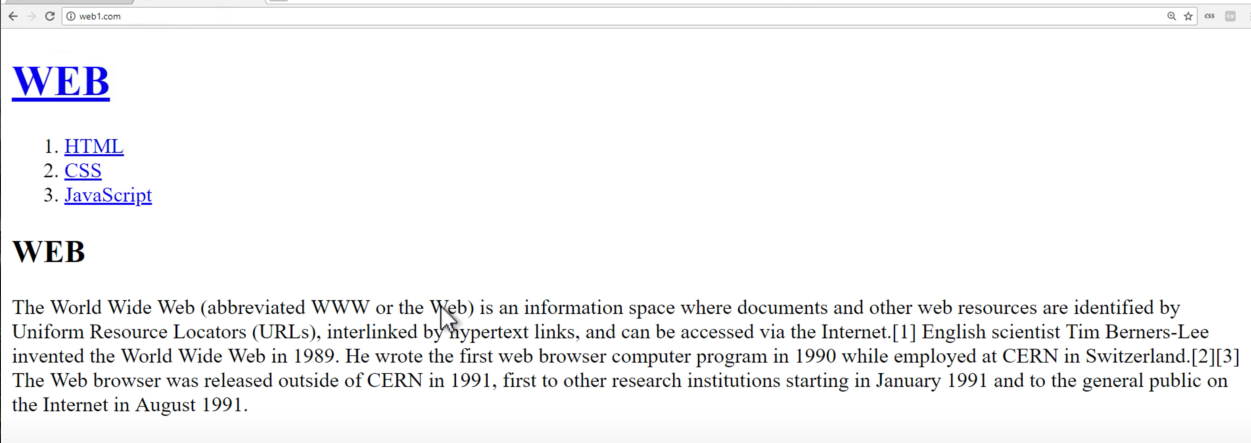 web1.com
css
WEB
1. HTML
2. CSS
3. JavaScript
WEB
The World Wide Web (abbreviated WWW or the Web) is an information space where documents and other web resources are identified by
Uniform Resource Locators (URLs), interlinked by hypertext links, and can be accessed via the Internet.[1] English scientist Tim Berners-Lee
invented the World Wide Web in 1989. He wrote the first web browser computer program in 1990 while employed at CERN in Switzerland.[2][3]
The Web browser was released outside of CERN in 1991, first to other research institutions starting in January 1991 and to the general public on
the Internet in August 1991.